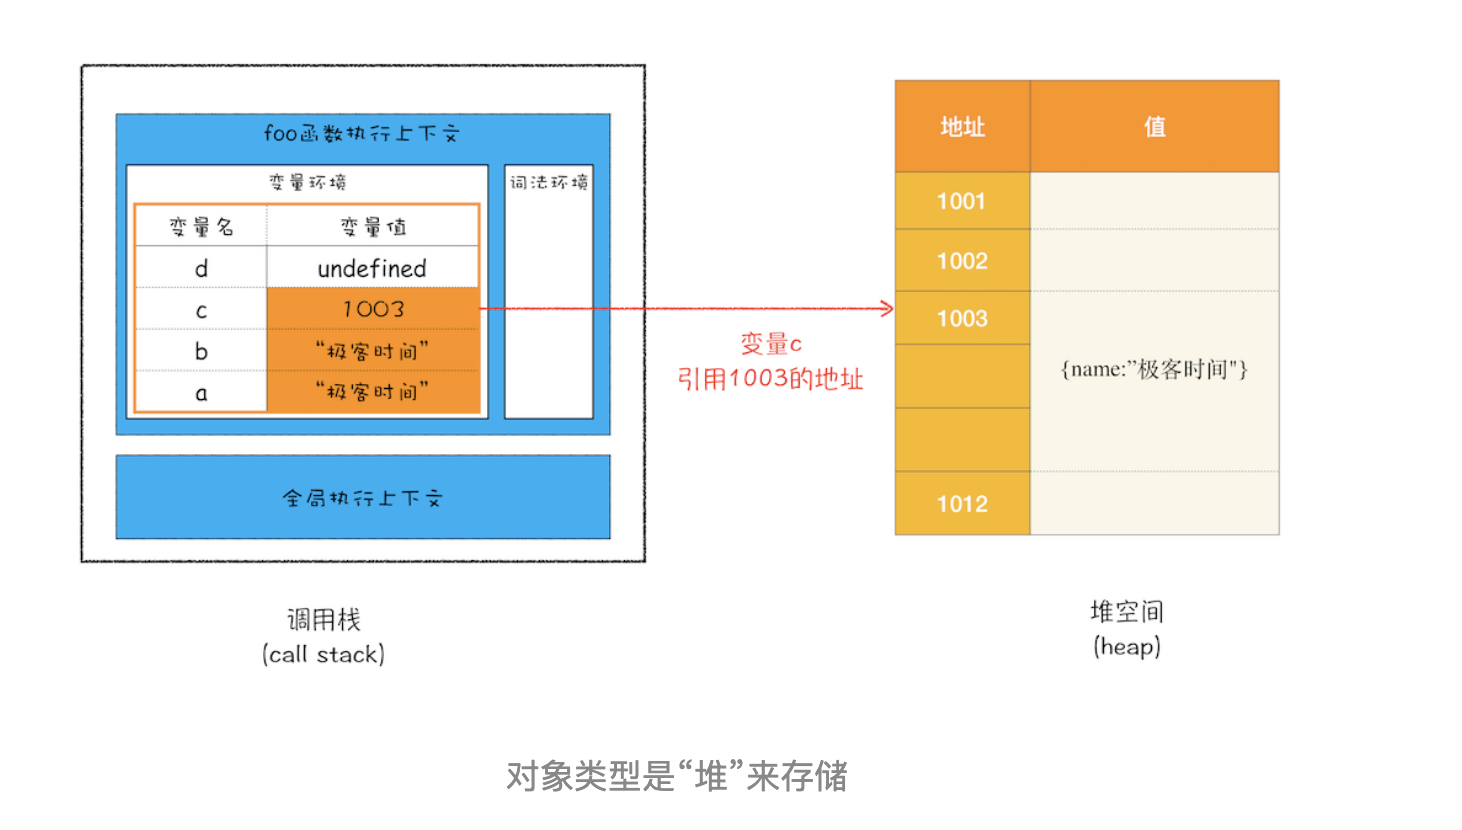 foo函数执行上下文
变量环境
词法环境
变量名 变量值
d undefined
c 1003
b “极客时间”
a “极客时间”
全局执行上下文
调用栈
(call stack)
变量c
引用1003的地址
地址 值
1001
1002
1003
{name:”极客时间"}
1012
堆空间
(heap)
对象类型是“堆”来存储